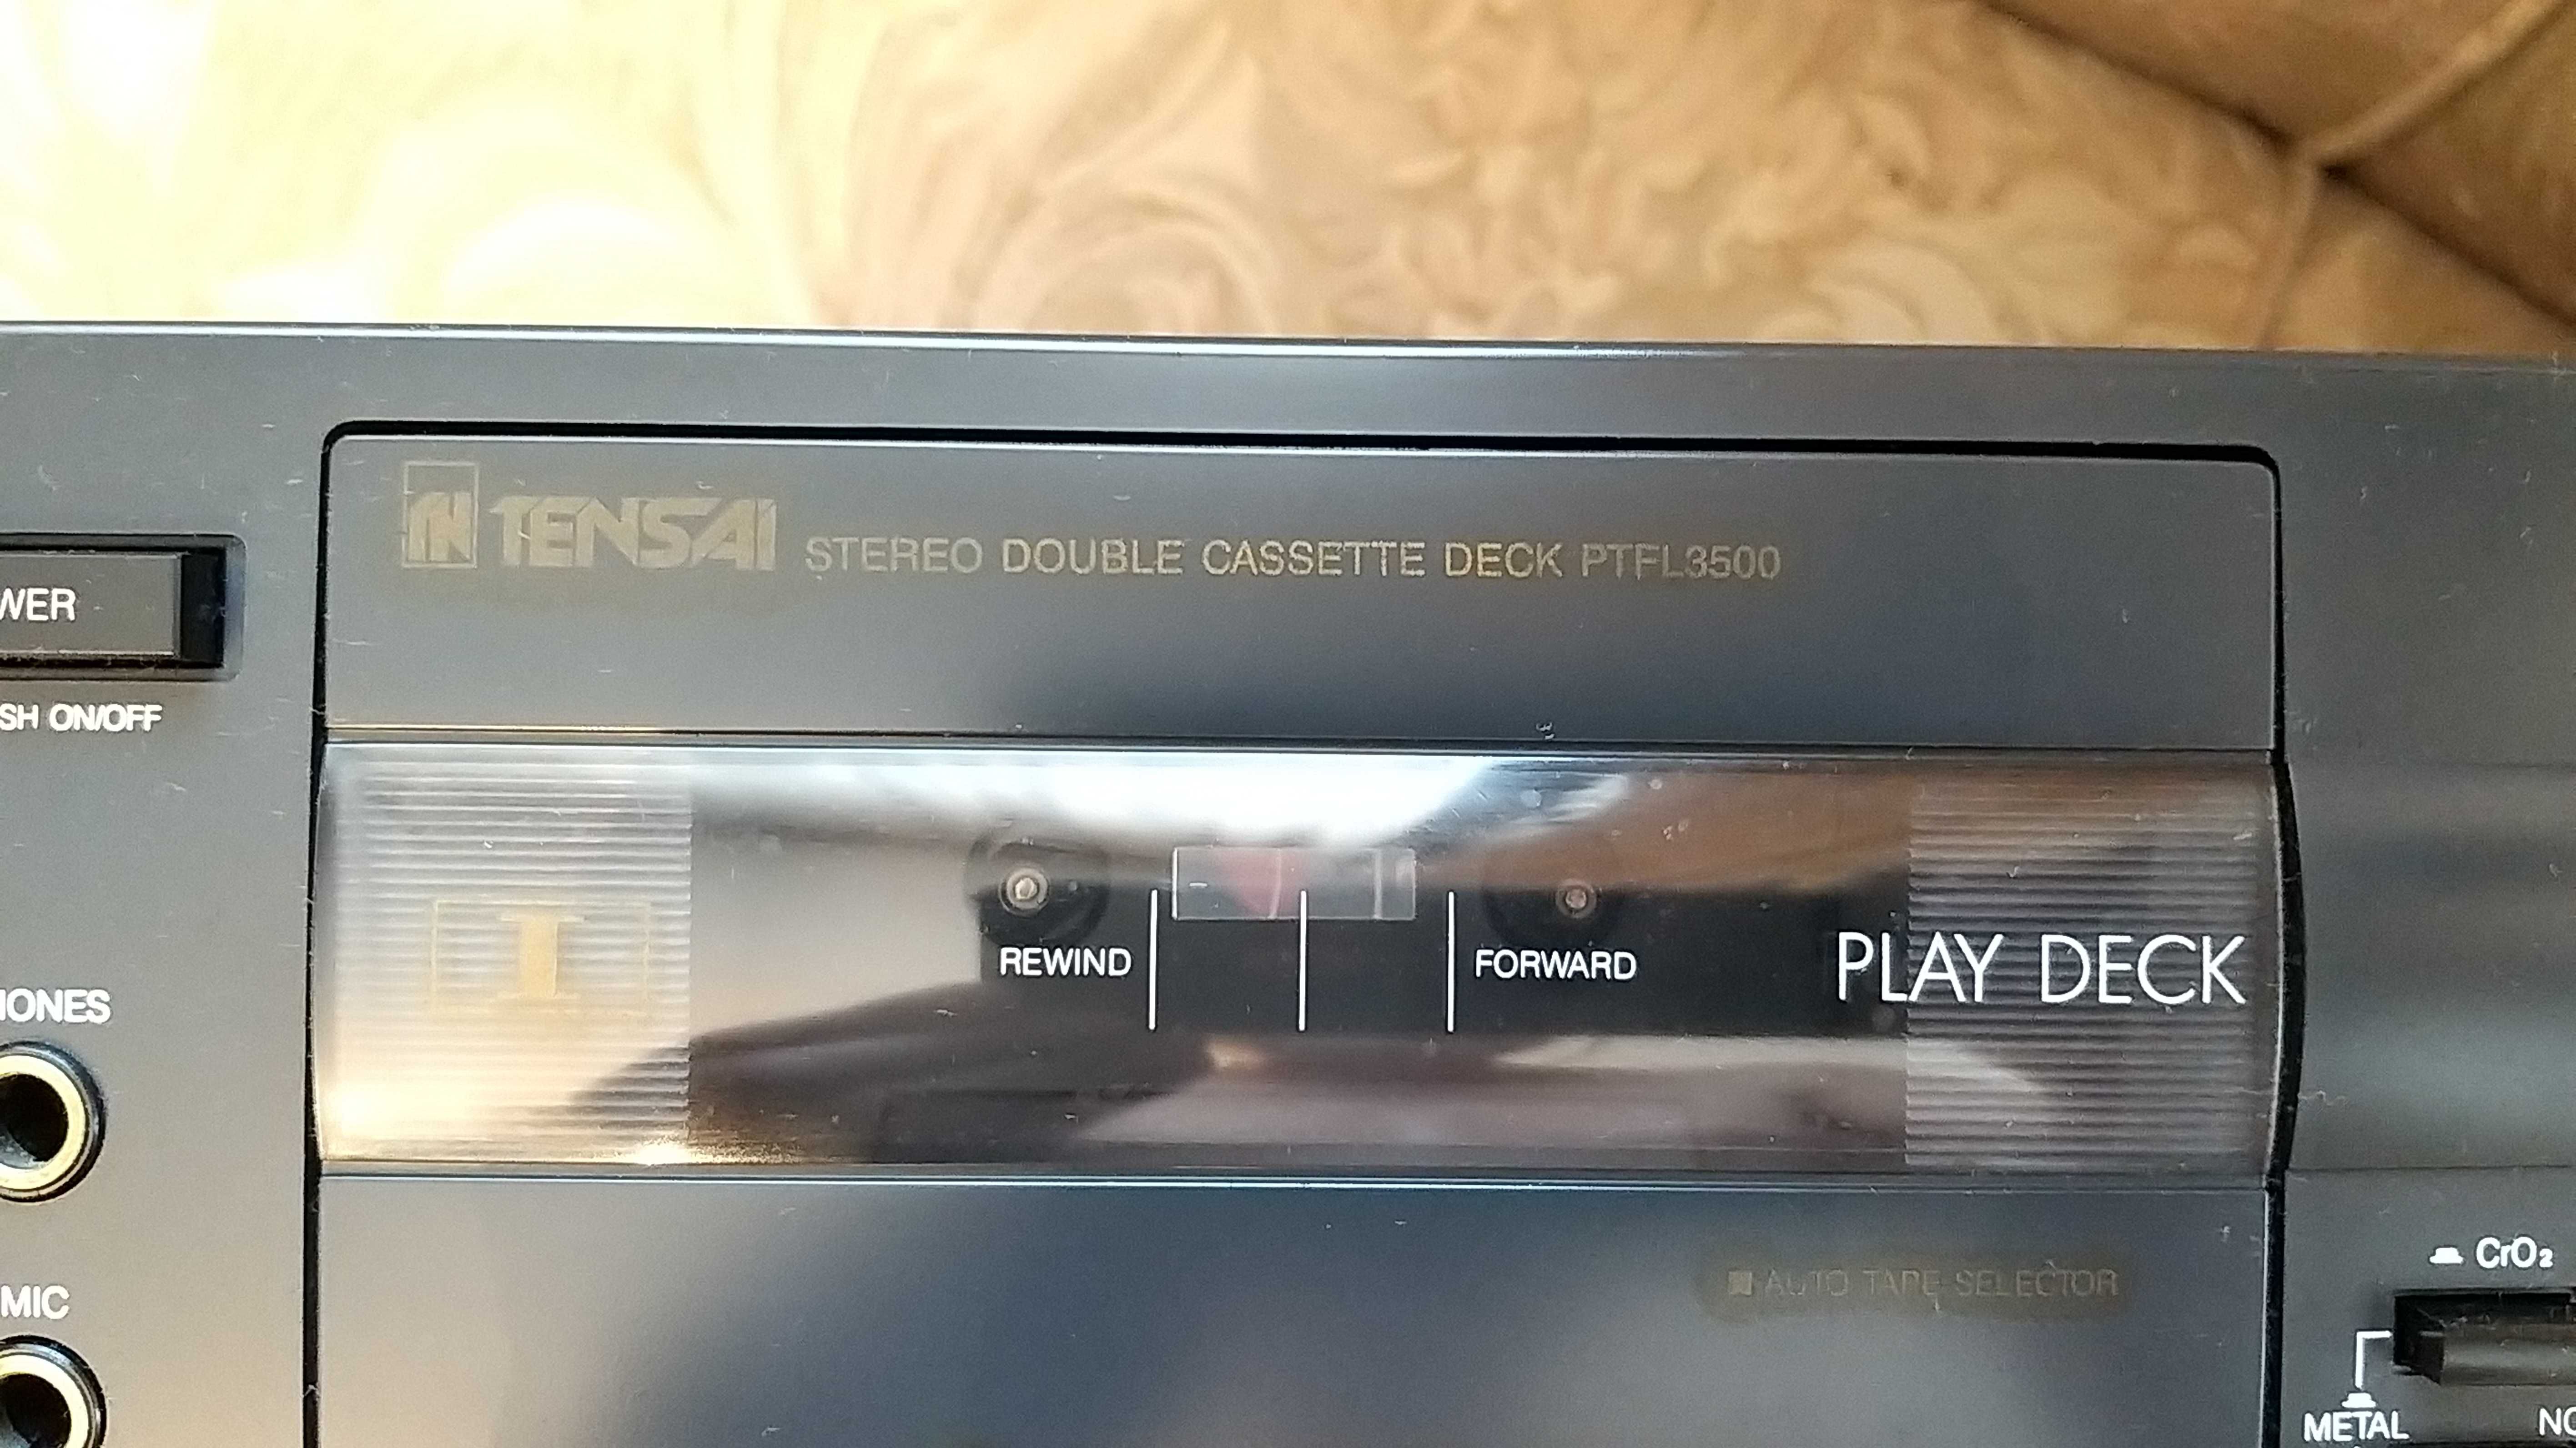 TENSAI STEREO DOUBLE CASSETTE DECK PTFL3500
WER
SH ON/OFF
I
REWIND
FORWARD
PLAY DECK
IONES
AUTO TAPE SELECTOR
CrO₂
MIC
METAL
NO